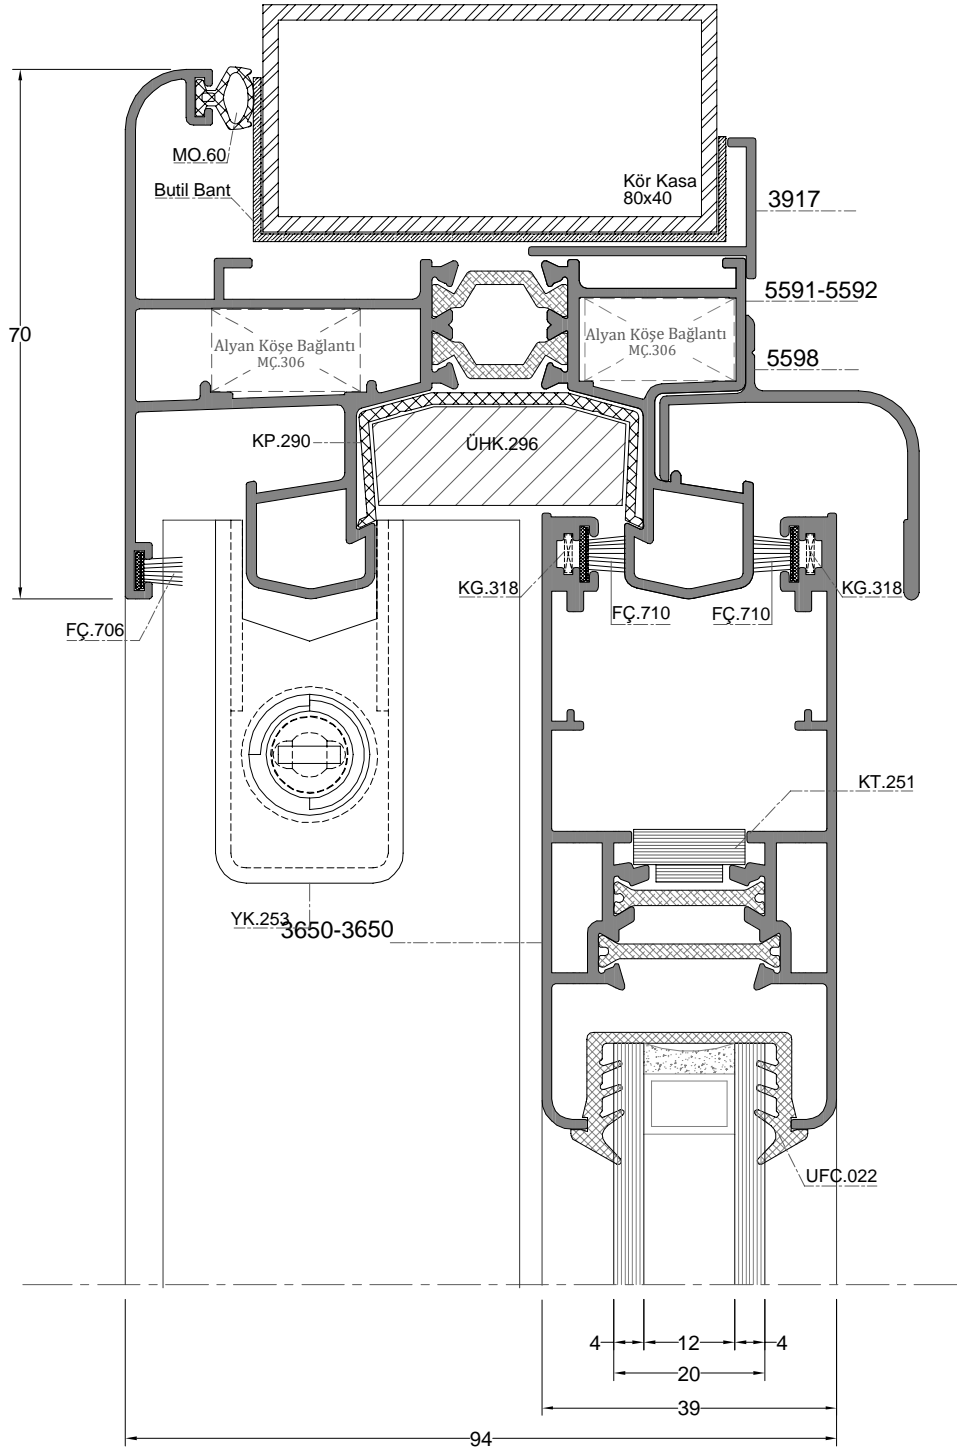 MO.60
Butil Bant
Kör Kasa
80x40
3917
5591-5592
70
Alyan Köşe Bağlantı
MÇ.306
Alyan Köşe Bağlantı
MÇ.306
5598
KP.290
ÜHK.296
KG.318
KG.318
FÇ.706
FÇ.710
FÇ.710
KT.251
YK.253
3650-3650
UFC.022
4
12
4
20
39
94